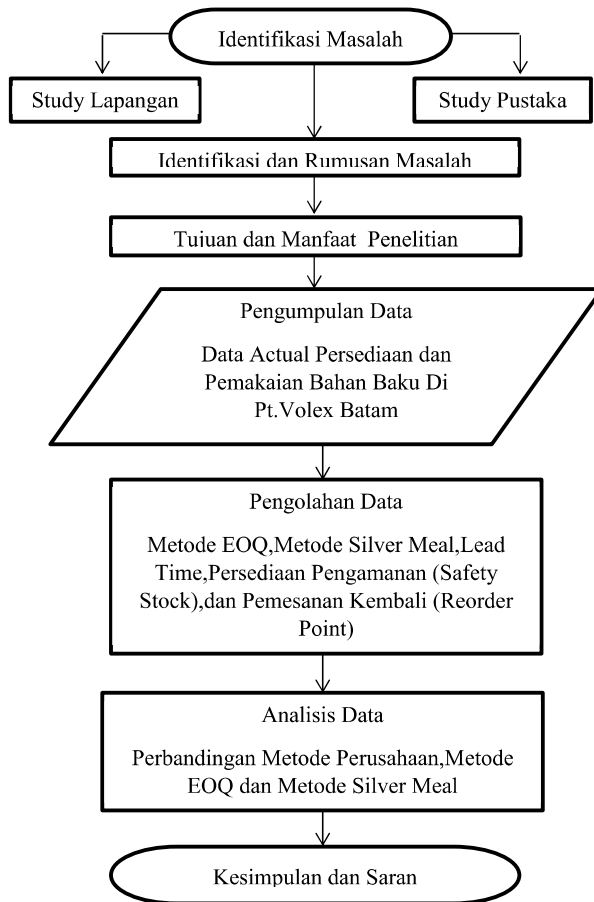 Identifikasi Masalah
Study Lapangan
Study Pustaka
Identifikasi dan Rumusan Masalah
Tujuan dan Manfaat Penelitian
Pengumpulan Data
Data Actual Persediaan dan
Pemakaian Bahan Baku Di
Pt.Volex Batam
Pengolahan Data
Metode EOQ,Metode Silver Meal,Lead
Time,Persediaan Pengamanan (Safety
Stock),dan Pemesanan Kembali (Reorder
Point)
Analisis Data
Perbandingan Metode Perusahaan,Metode
EOQ dan Metode Silver Meal
Kesimpulan dan Saran